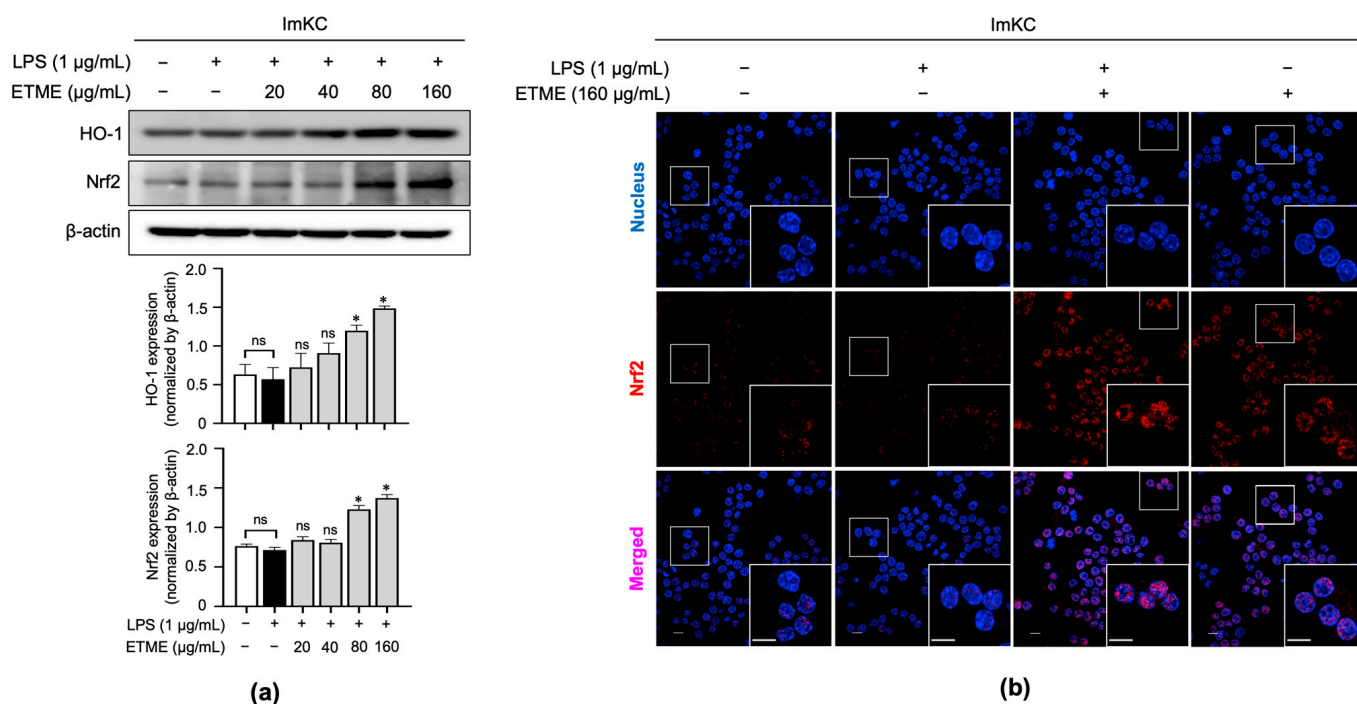 ImKC
LPS (1 µg/mL) – + + + + +
ETME (µg/mL) – – 20 40 80 160
HO-1
Nrf2
β-actin
2.0
1.5
1.0
0.5
0
HO-1 expression
(normalized by β-actin)
ns
ns
ns
*
*
2.0
1.5
1.0
0.5
0
Nrf2 expression
(normalized by β-actin)
ns
ns
ns
*
*
LPS (1 µg/mL) – + + + + +
ETME (µg/mL) – – 20 40 80 160
(a)
ImKC
LPS (1 µg/mL) – + + –
ETME (160 µg/mL) – – + +
Nucleus
Nrf2
Merged
(b)